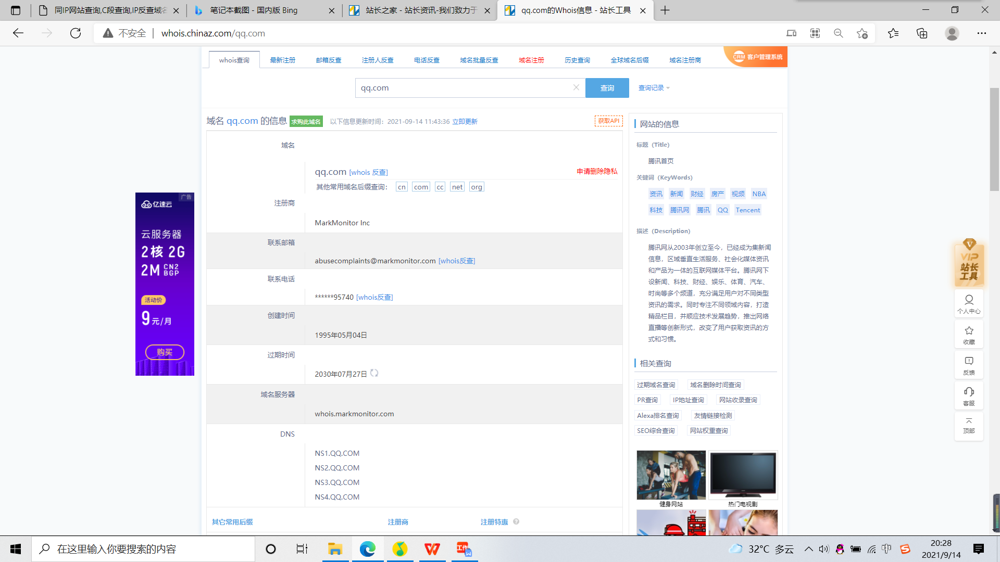 同IP网站查询,C段查询,IP反查域名
笔记本截图 - 国内版 Bing
站长之家 - 站长资讯-我们致力于
qq.com的Whois信息 - 站长工具
不安全
whois.chinaz.com/qq.com
whois查询 最新注册 邮箱反查 注册人反查 电话反查 域名批量反查 域名注册 历史查询 全球域名后缀 域名注册商
CRM 客户管理系统
qq.com
查询
查询记录
域名 qq.com 的信息 求购此域名 以下信息更新时间：2021-09-14 11:43:36 立即更新
获取API
域名
qq.com [whois 反查]
申请删除隐私
其他常用域名后缀查询： cn com cc net org
注册商
MarkMonitor Inc
联系邮箱
abusecomplaints@markmonitor.com [whois反查]
联系电话
******95740 [whois反查]
创建时间
1995年05月04日
过期时间
2030年07月27日
域名服务器
whois.markmonitor.com
DNS
NS1.QQ.COM
NS2.QQ.COM
NS3.QQ.COM
NS4.QQ.COM
其它常用后缀 注册商 注册特惠 ?
网站的信息
标题（Title）
腾讯首页
关键词（KeyWords）
资讯 新闻 财经 房产 视频 NBA
科技 腾讯网 腾讯 QQ Tencent
描述（Description）
腾讯网从2003年创立至今，已经成为集新闻
信息，区域垂直生活服务、社会化媒体资讯
和产品为一体的互联网媒体平台。腾讯网下
设新闻、科技、财经、娱乐、体育、汽车、
时尚等多个频道，充分满足用户对不同类型
资讯的需求。同时专注不同领域内容，打造
精品栏目，并顺应技术发展趋势，推出网络
直播等创新形式，改变了用户获取资讯的方
式和习惯。
相关查询
过期域名查询 域名删除时间查询
PR查询 IP地址查询 网站收录查询
Alexa排名查询 友情链接检测
SEO综合查询 网站权重查询
健身网站 热门电视剧
广告
亿速云
云服务器
2核 2G
2M CN2
BGP
活动价
9元/月
购买
V
VIP
站长
工具
个人中心
收藏
反馈
客服
顶部
在这里输入你要搜索的内容
工作
W
32°C 多云
中
20:28
2021/9/14